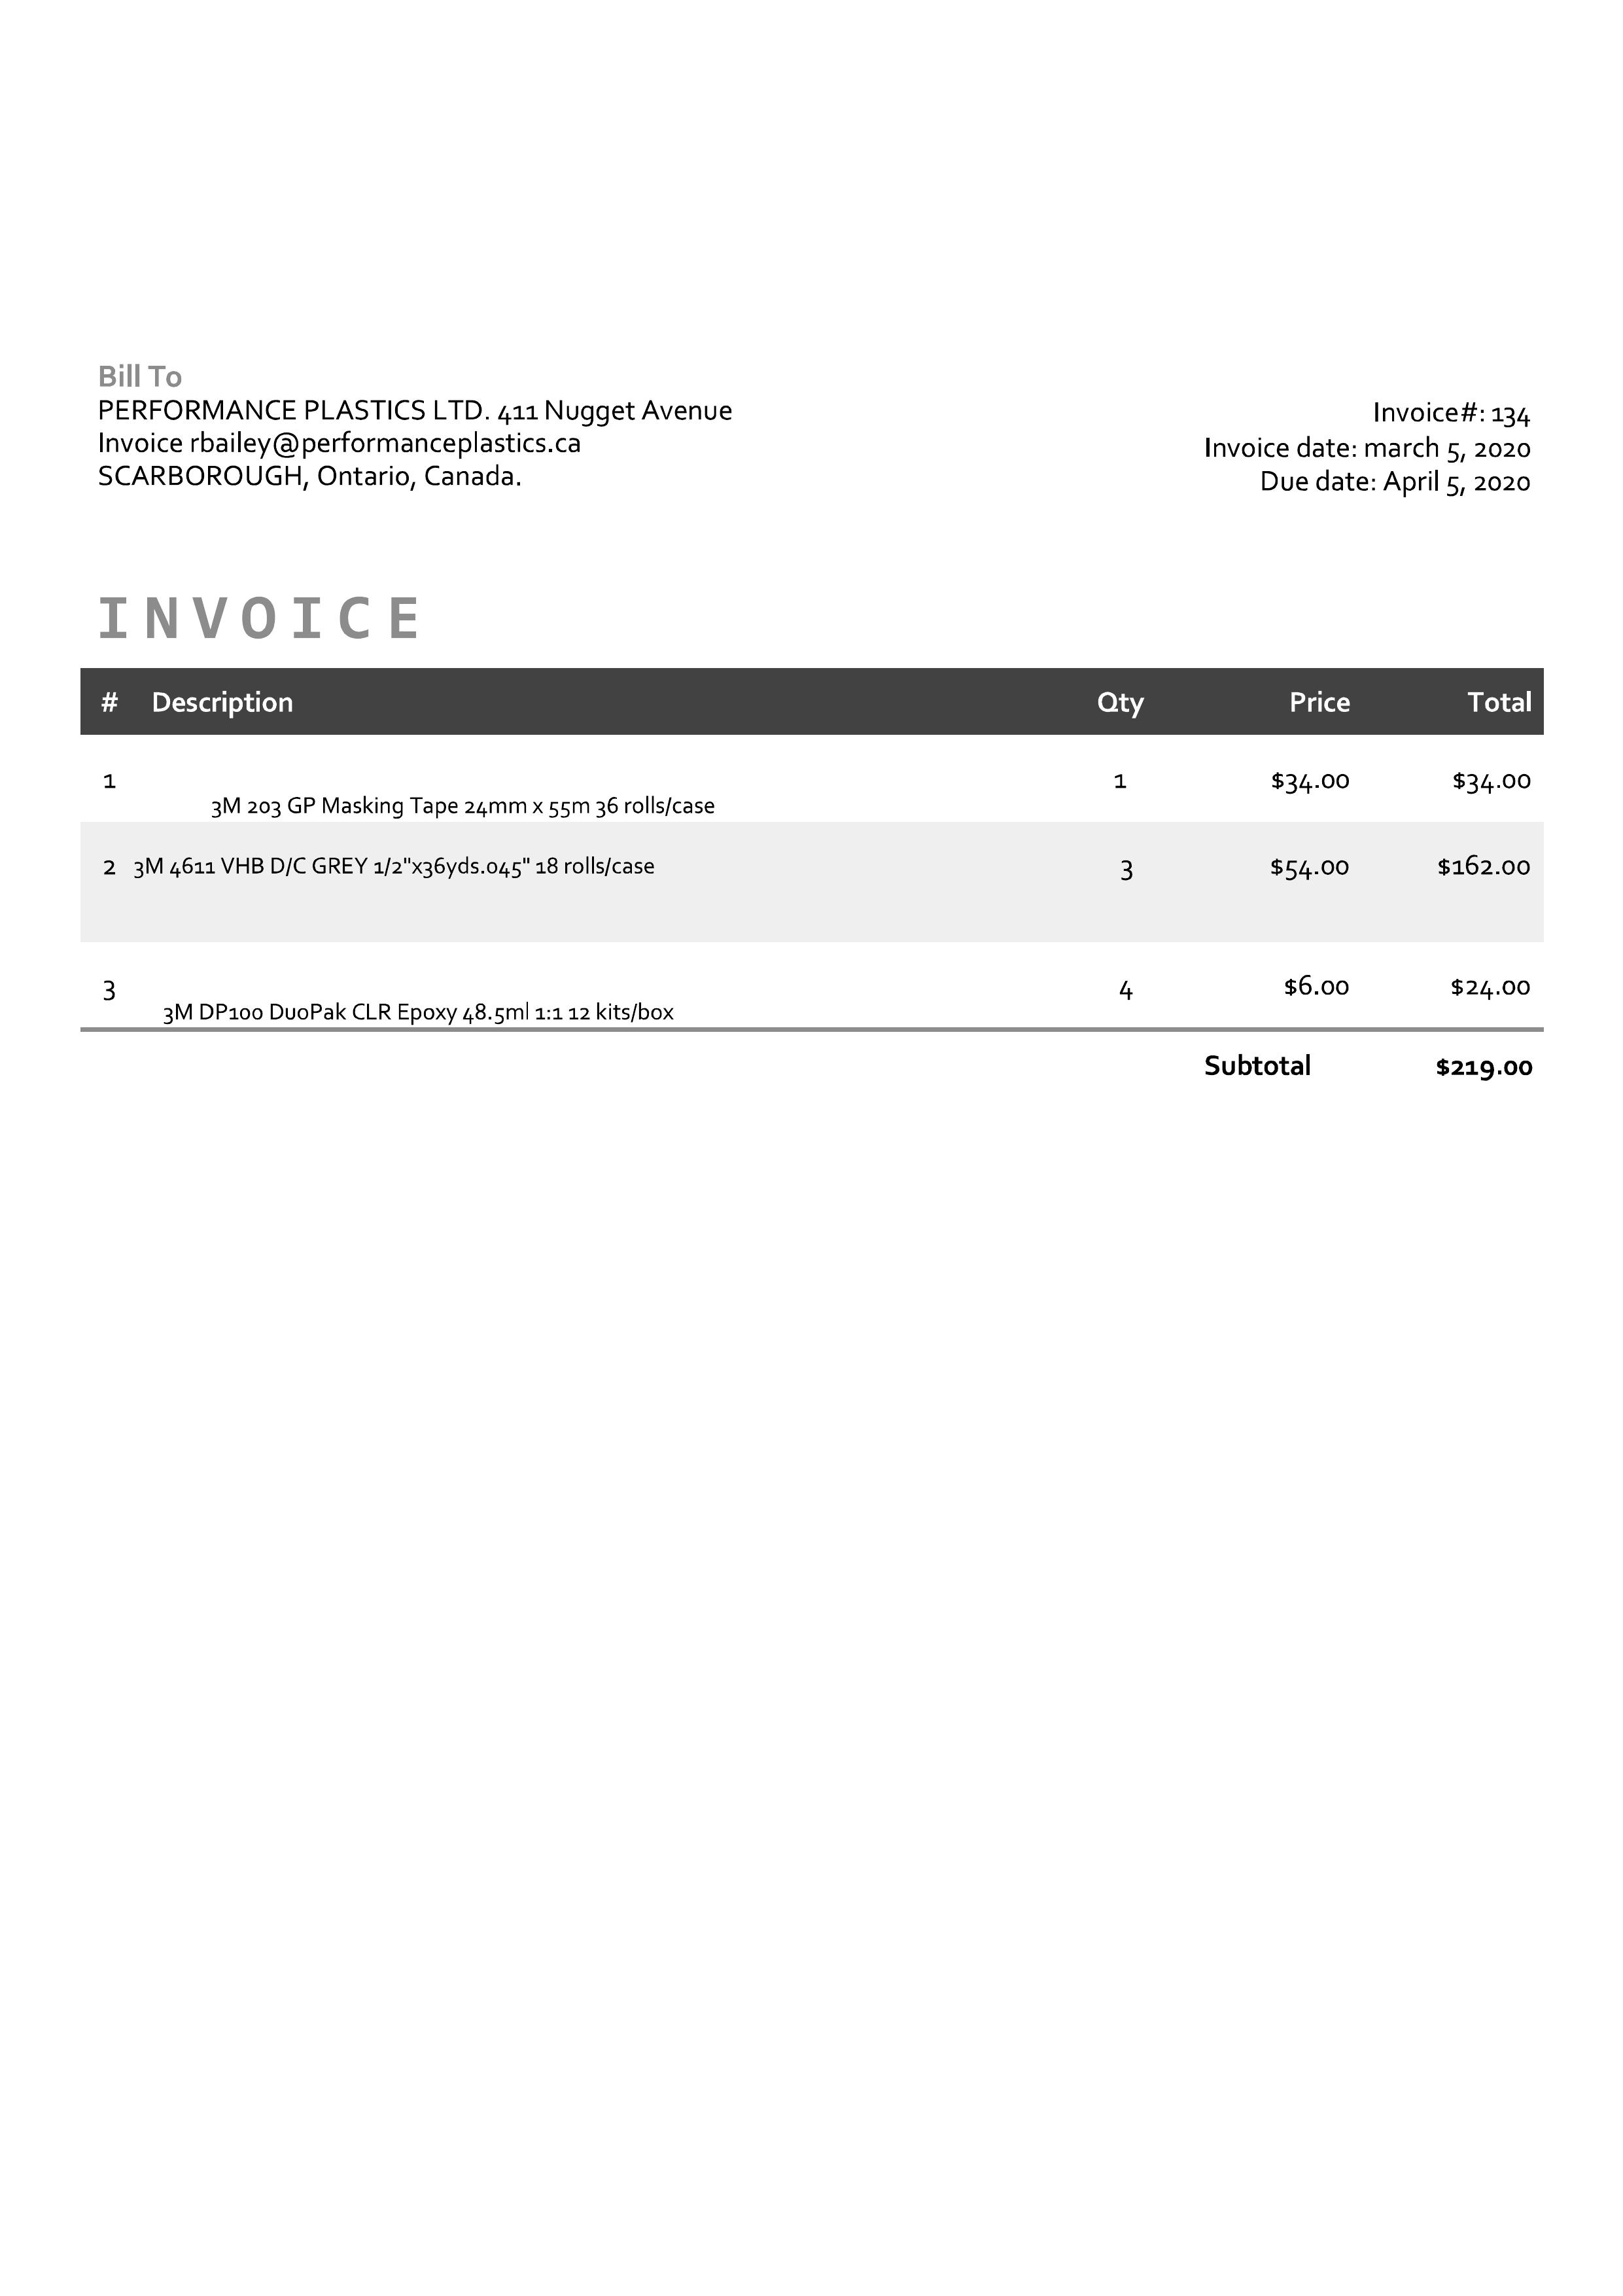 Bill To
PERFORMANCE PLASTICS LTD. 411 Nugget Avenue
Invoice rbailey@performanceplastics.ca
SCARBOROUGH, Ontario, Canada.
Invoice#: 134
Invoice date: march 5, 2020
Due date: April 5, 2020
INVOICE
# Description Qty Price Total
1 3M 203 GP Masking Tape 24mm x 55m 36 rolls/case 1 $34.00 $34.00
2 3M 4611 VHB D/C GREY 1/2"x36yds.045" 18 rolls/case 3 $54.00 $162.00
3 3M DP100 DuoPak CLR Epoxy 48.5ml 1:1 12 kits/box 4 $6.00 $24.00
Subtotal $219.00